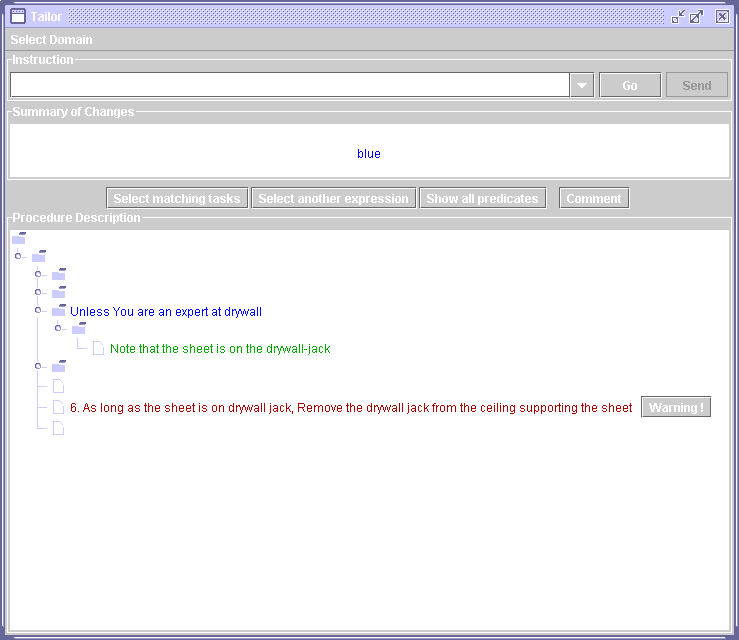 Tailor
Select Domain
Instruction
Go Send
Summary of Changes
blue
Select matching tasks Select another expression Show all predicates Comment
Procedure Description
Unless You are an expert at drywall
Note that the sheet is on the drywall-jack
6. As long as the sheet is on drywall jack, Remove the drywall jack from the ceiling supporting the sheet Warning !